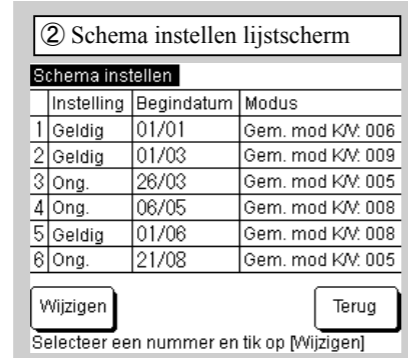 ② Schema instellen lijstscherm
Schema instellen
Instelling Begindatum Modus
1 Geldig 01/01 Gem. mod K/V: 006
2 Geldig 01/03 Gem. mod K/V: 009
3 Ong. 26/03 Gem. mod K/V: 005
4 Ong. 06/05 Gem. mod K/V: 008
5 Geldig 01/06 Gem. mod K/V: 008
6 Ong. 21/08 Gem. mod K/V: 005
Wijzigen Terug
Selecteer een nummer en tik op [Wijzigen]